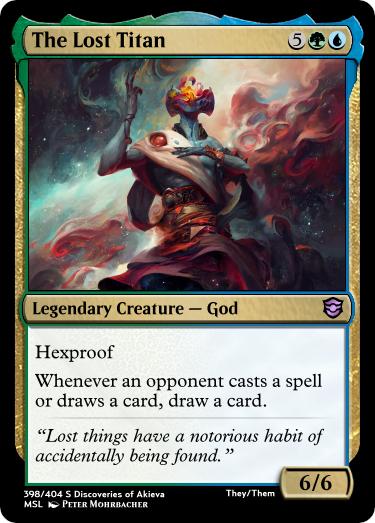 The Lost Titan 5
Legendary Creature — God
Hexproof
Whenever an opponent casts a spell
or draws a card, draw a card.
“Lost things have a notorious habit of
accidentally being found.”
6/6
398/404 S Discoveries of Akieva They/Them
MSL Peter Mohrbacher